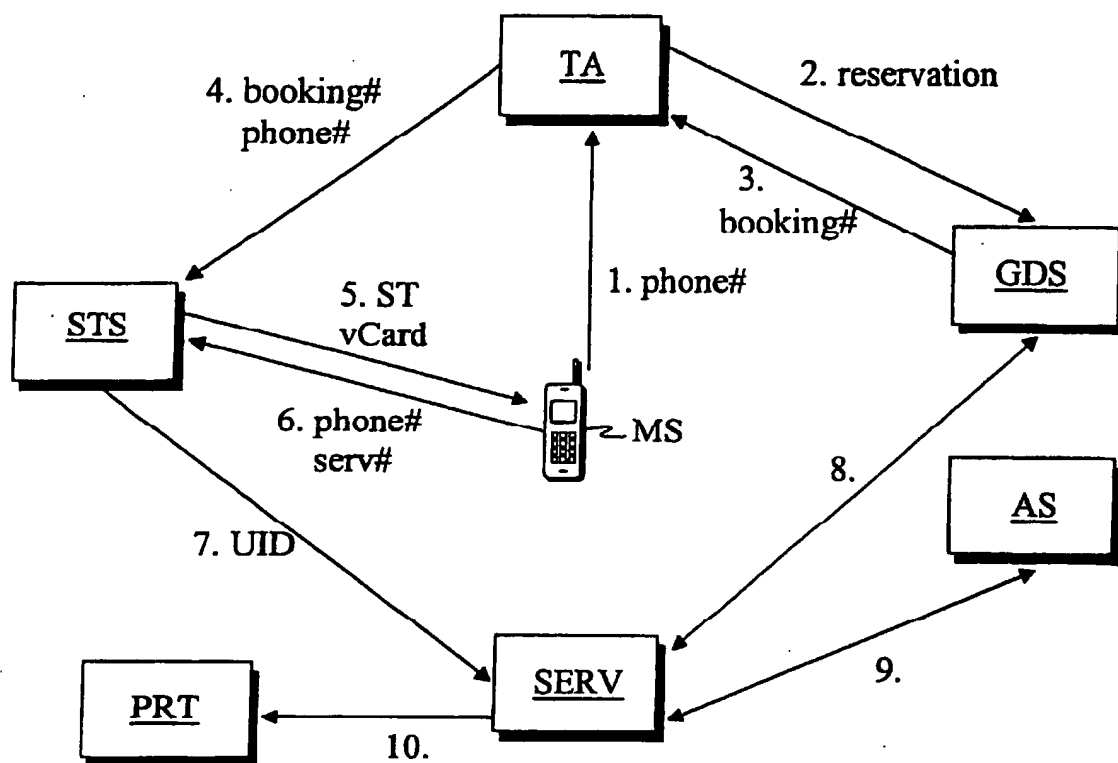 TA
2. reservation
4. booking#
phone#
3.
booking#
GDS
1. phone#
5. ST
vCard
STS
6. phone#
serv#
MS
8.
AS
7. UID
SERV
9.
PRT
10.